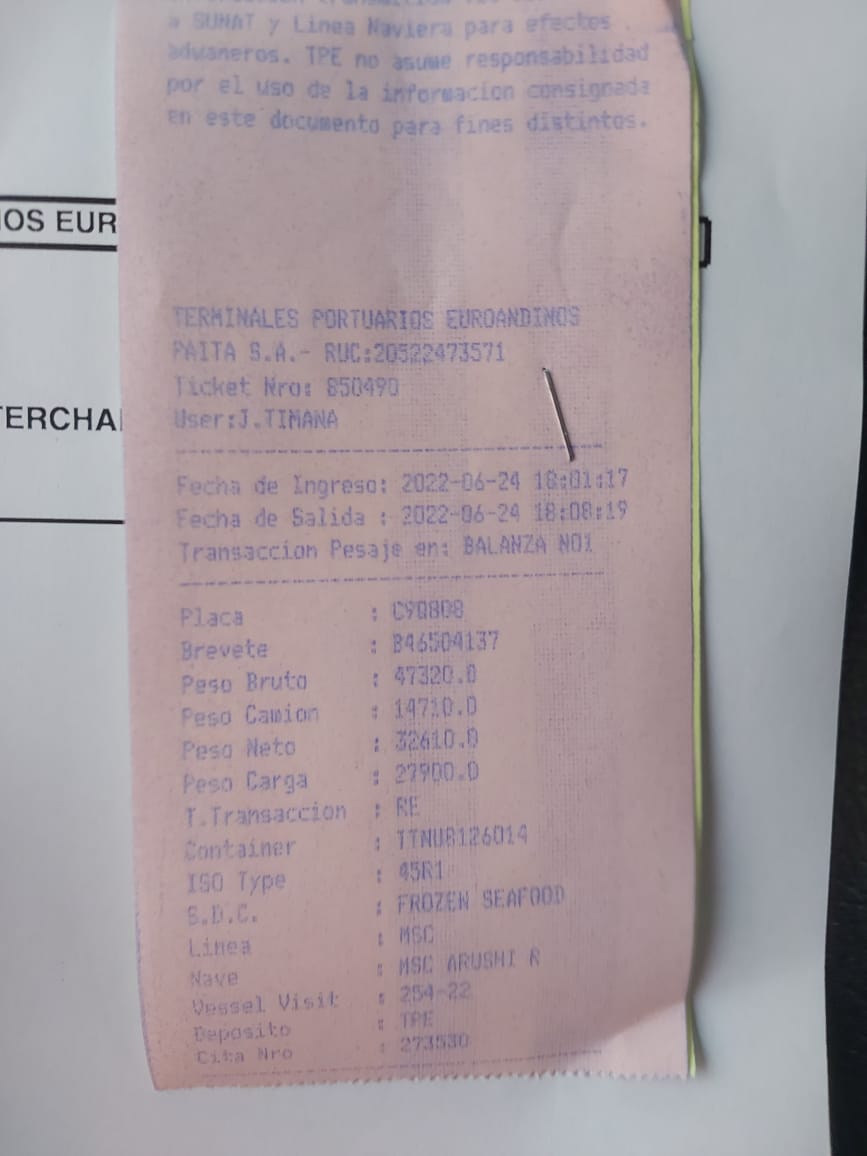 a SUNAT y Linea Naviera para efectos
aduaneros. TPE no asume responsabilidad
por el uso de la informacion consignada
en este documento para fines distintos.
IOS EUR
TERCHA
TERMINALES PORTUARIOS EUROANDINOS
PAITA S.A.- RUC:20522473571
Ticket Nro: 850490
User:J.TIMANA
Fecha de Ingreso: 2022-06-24 18:01:17
Fecha de Salida : 2022-06-24 18:08:19
Transaccion Pesaje en: BALANZA NO1
Placa : C9Q808
Brevete : B46504137
Peso Bruto : 47320.0
Peso Camion : 14710.0
Peso Neto : 32610.0
Peso Carga : 27900.0
T.Transaccion : RE
Container : TTNU8126014
ISO Type : 45R1
S.D.C. : FROZEN SEAFOOD
Linea : MSC
Nave : MSC ARUSHI R
Vessel Visit : 254-22
Deposito : TPE
Cita Nro : 273530